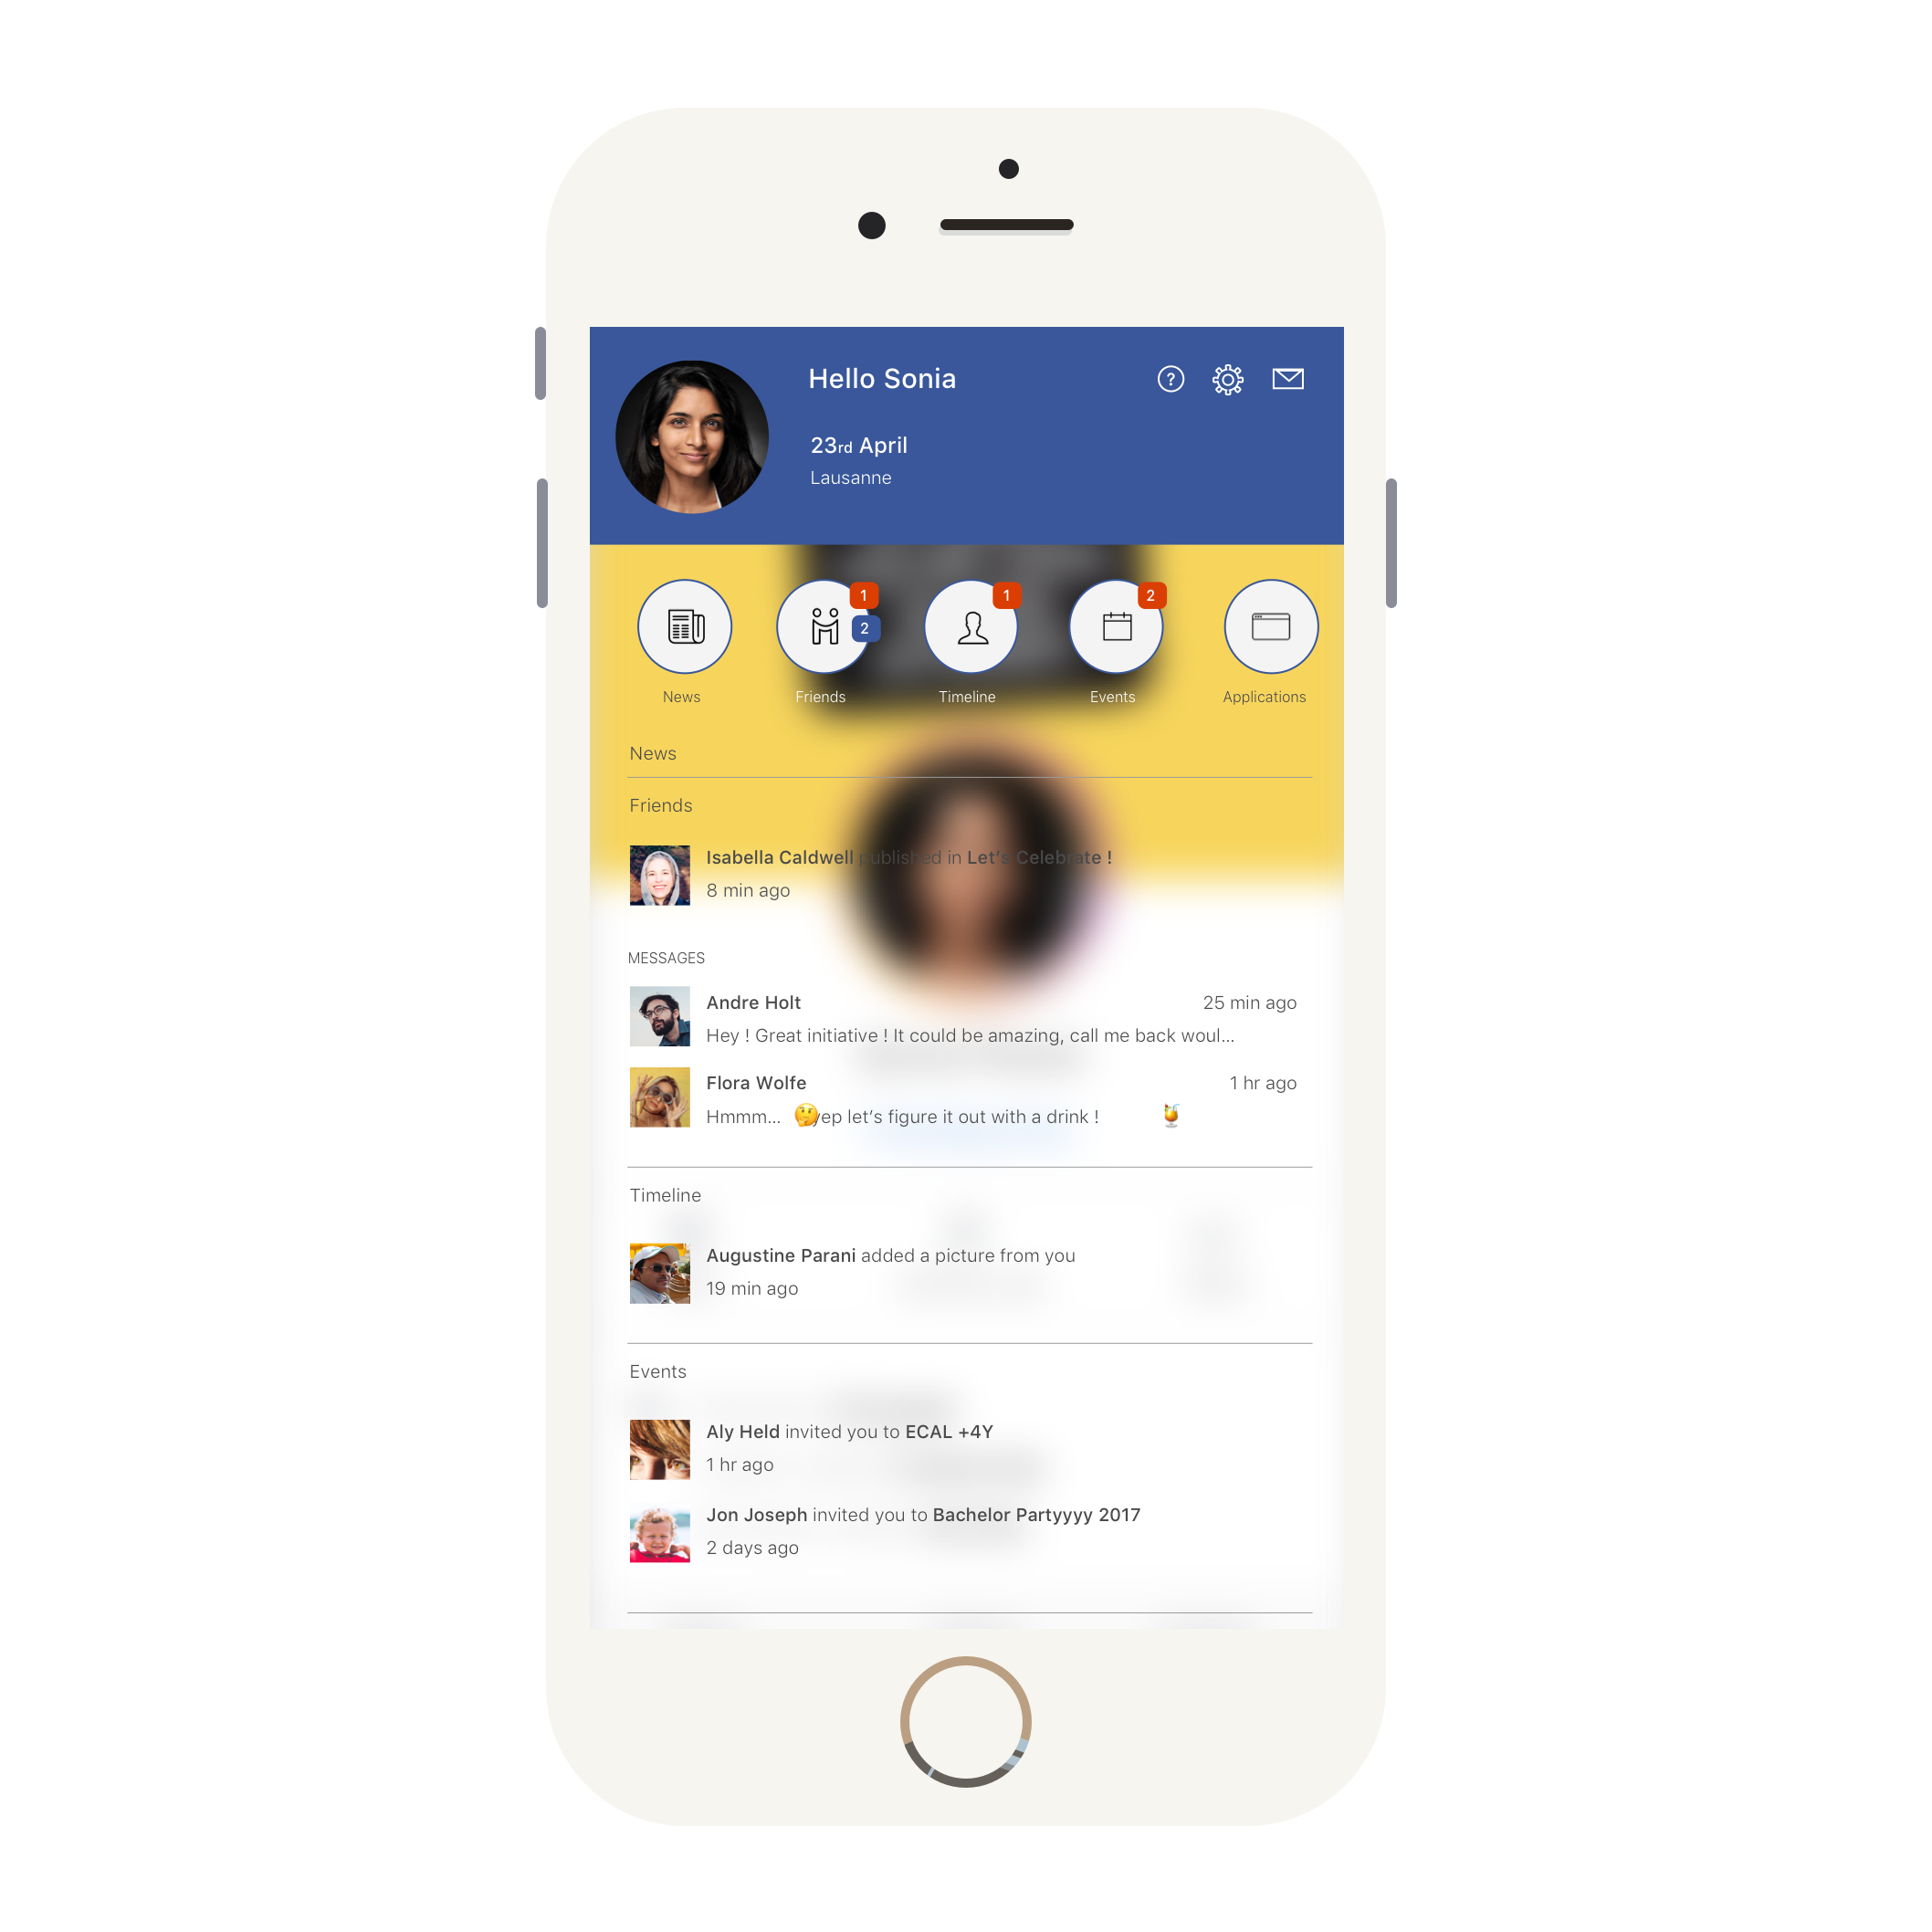 Hello Sonia
?
23rd April
Lausanne
1
1
2
2
News
Friends
Timeline
Events
Applications
News
Friends
Isabella Caldwell published in Let's Celebrate !
8 min ago
MESSAGES
Andre Holt
25 min ago
Hey ! Great initiative ! It could be amazing, call me back woul...
Flora Wolfe
1 hr ago
Hmmm... 🤔yep let's figure it out with a drink ! 🍹
Timeline
Augustine Parani added a picture from you
19 min ago
Events
Aly Held invited you to ECAL +4Y
1 hr ago
Jon Joseph invited you to Bachelor Partyyyy 2017
2 days ago